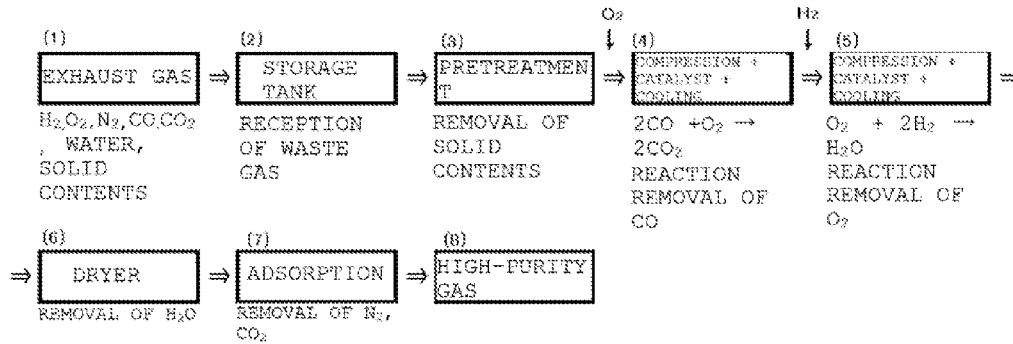 O₂
H₂
(1)
EXHAUST GAS
H₂,O₂,N₂,CO,CO₂
, WATER,
SOLID
CONTENTS
⇒
(2)
STORAGE
TANK
RECEPTION
OF WASTE
GAS
⇒
(3)
PRETREATMEN
T
REMOVAL OF
SOLID
CONTENTS
⇒
(4)
COMPRESSION +
CATALYST +
COOLING
2CO +O₂ →
2CO₂
REACTION
REMOVAL OF
CO
⇒
(5)
COMPRESSION +
CATALYST +
COOLING
O₂ + 2H₂ →
H₂O
REACTION
REMOVAL OF
O₂
⇒
(6)
DRYER
REMOVAL OF H₂O
⇒
(7)
ADSORPTION
REMOVAL OF N₂,
CO₂
⇒
(8)
HIGH-PURITY
GAS